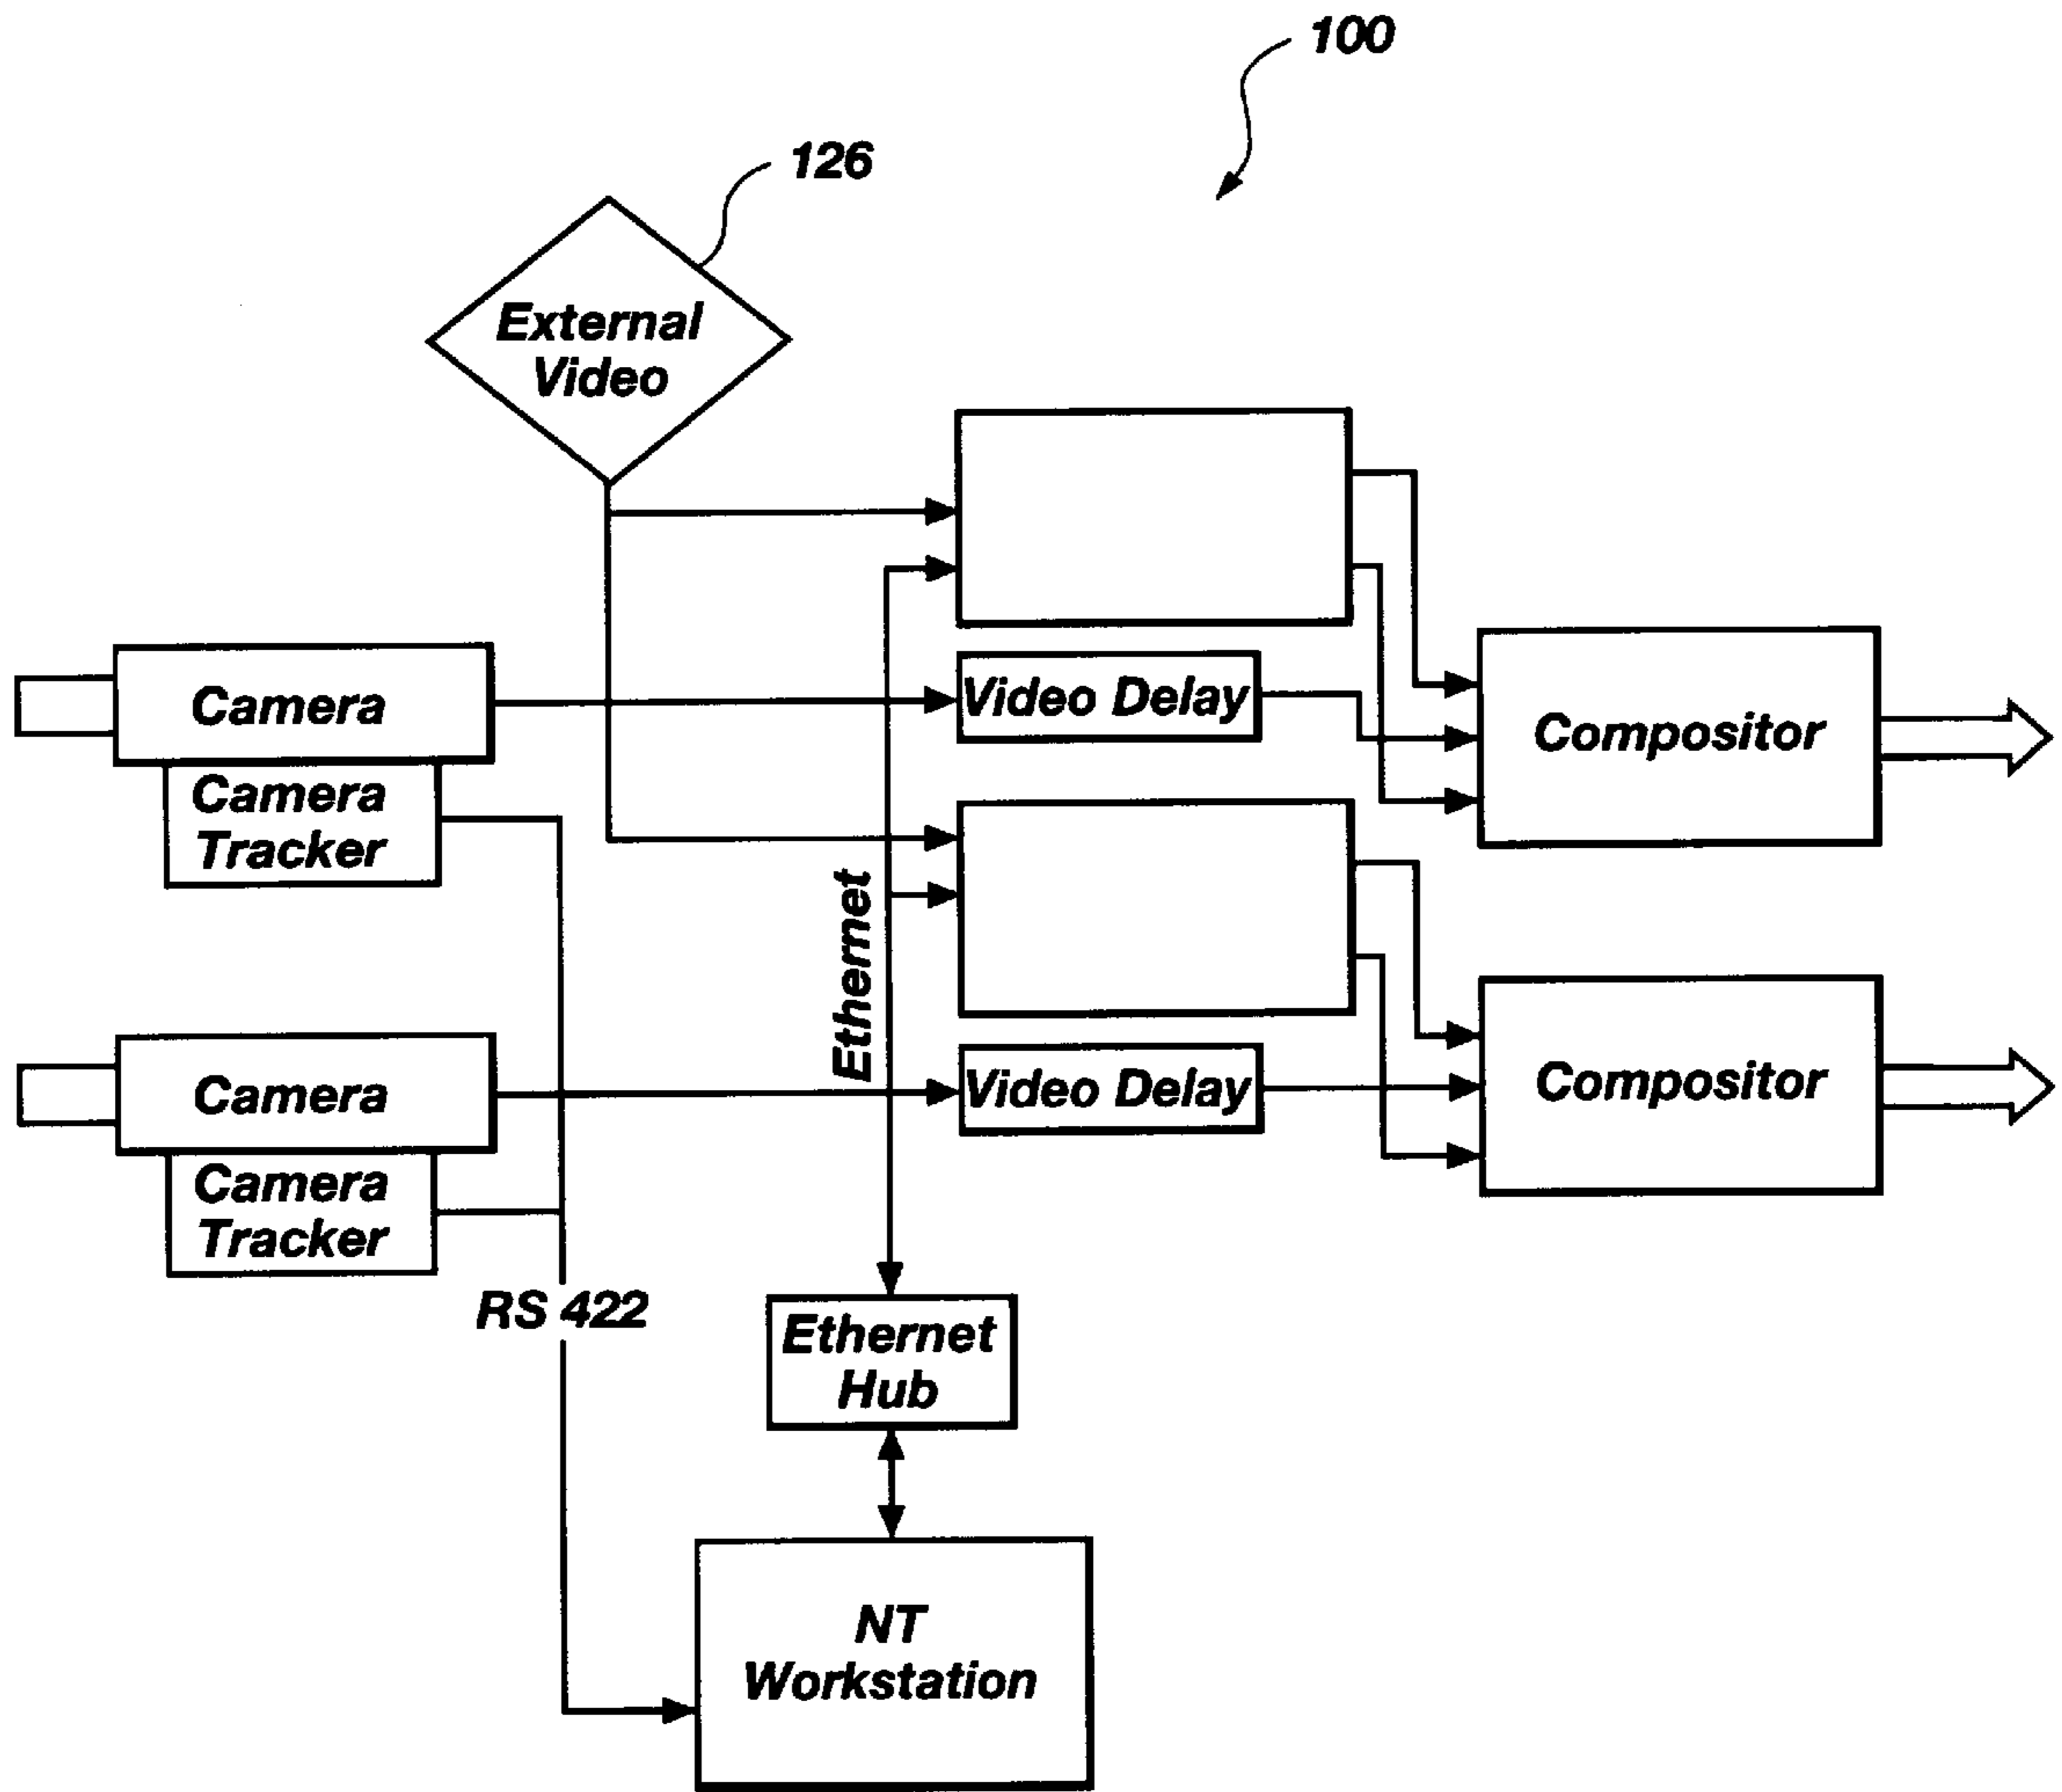 100
126
External
Video
Camera
Video Delay
Compositor
Camera
Tracker
Ethernet
Camera
Video Delay
Compositor
Camera
Tracker
RS 422
Ethernet
Hub
NT
Workstation